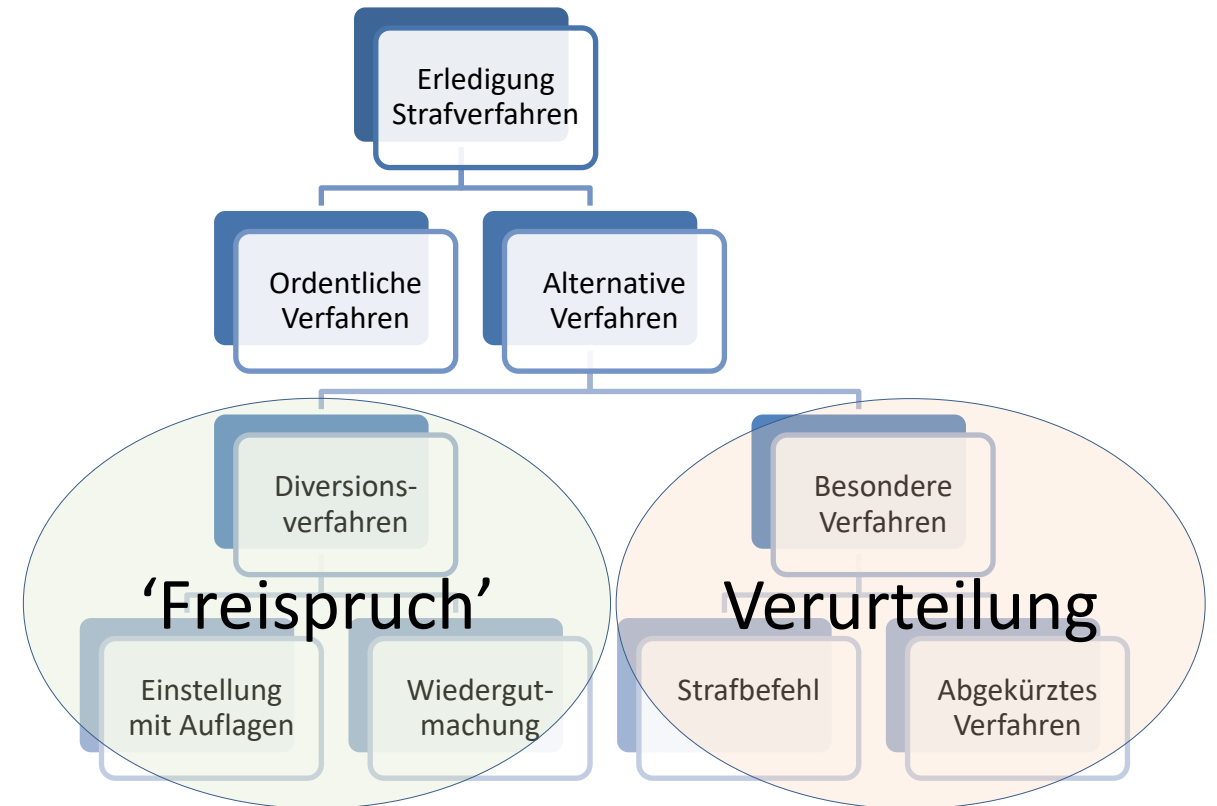 Erledigung
Strafverfahren
Ordentliche
Verfahren
Alternative
Verfahren
Diversions-
verfahren
Besondere
Verfahren
‘Freispruch’
Verurteilung
Einstellung
mit Auflagen
Wiedergut-
machung
Strafbefehl
Abgekürztes
Verfahren